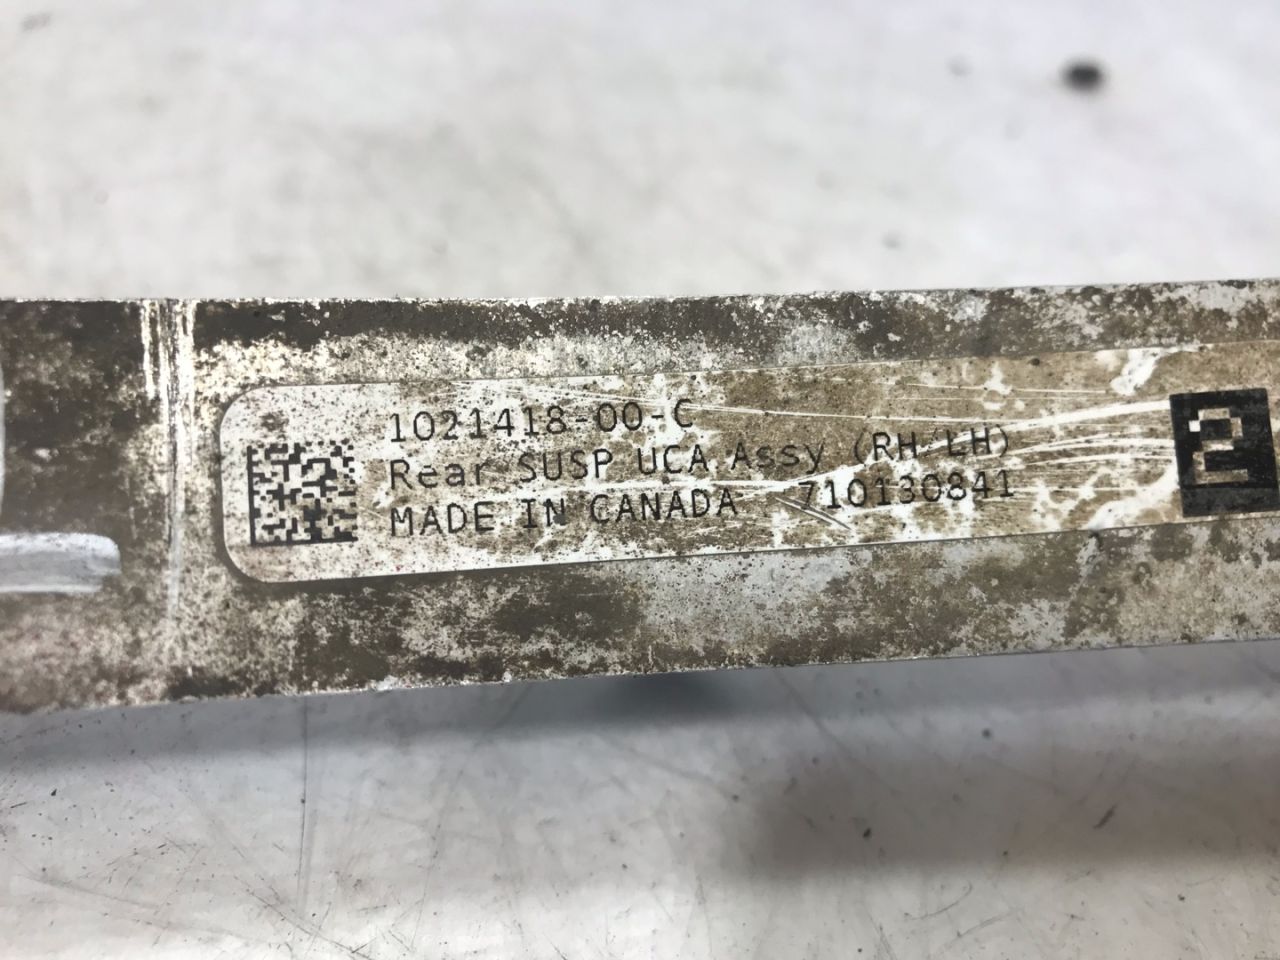 1021418-00-C
Rear SUSP UCA Assy (RH/LH)
MADE IN CANADA 710130841
2